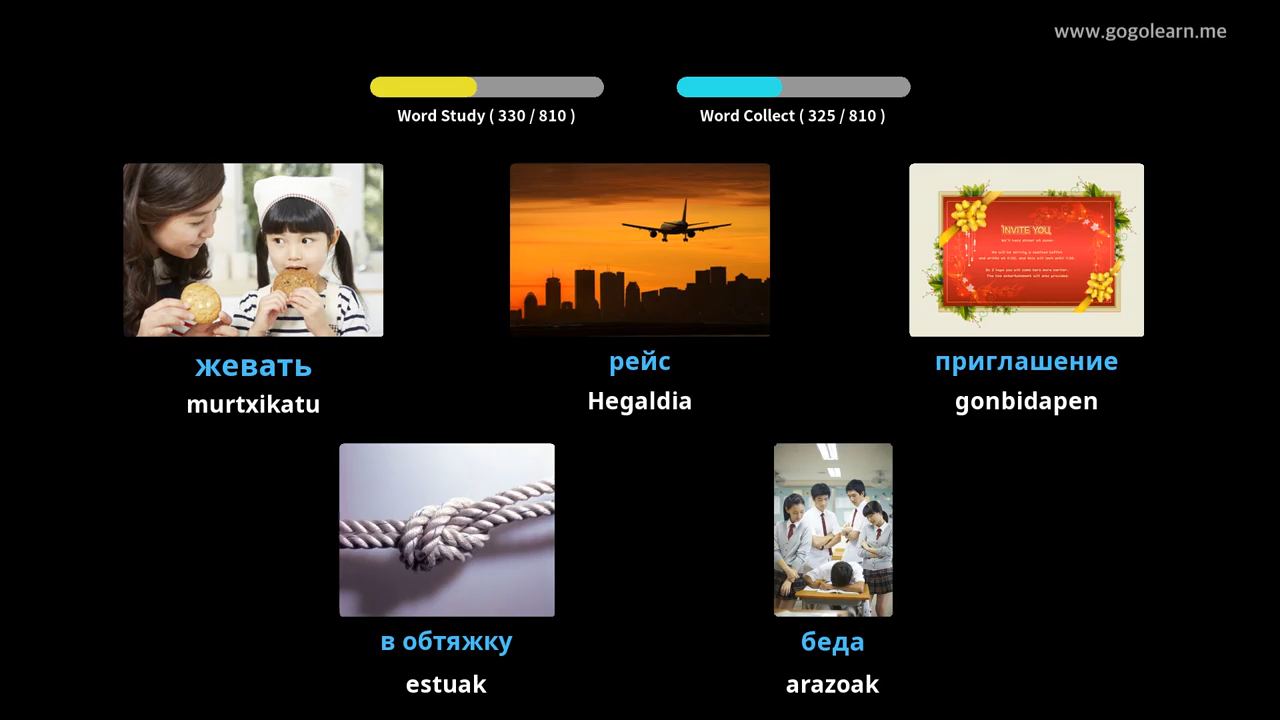 www.gogolearn.me
Word Study ( 330 / 810 )
Word Collect ( 325 / 810 )
INVITE YOU
жевать
рейс
приглашение
murtxikatu
Hegaldia
gonbidapen
в обтяжку
беда
estuak
arazoak